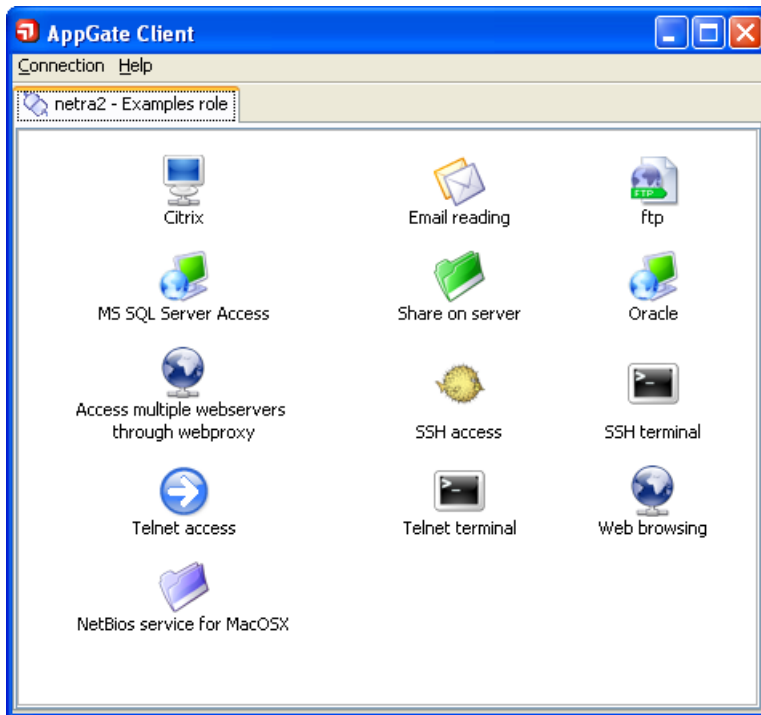 AppGate Client
Connection Help
netra2 - Examples role
Citrix
Email reading
FTP
ftp
MS SQL Server Access
Share on server
Oracle
>_
Access multiple webservers
through webproxy
SSH access
SSH terminal
>_
Telnet access
Telnet terminal
Web browsing
NetBios service for MacOSX